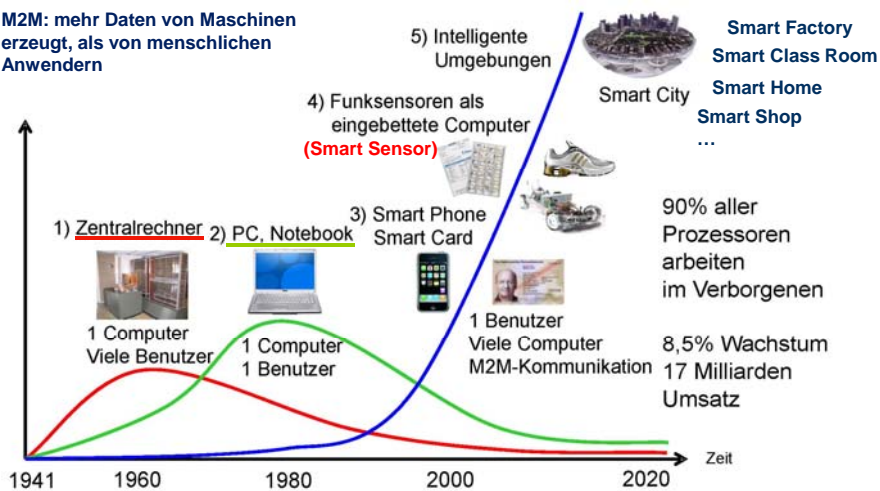 M2M: mehr Daten von Maschinen
erzeugt, als von menschlichen
Anwendern
5) Intelligente
Umgebungen
Smart City
Smart Factory
Smart Class Room
Smart Home
Smart Shop
...
4) Funksensoren als
eingebettete Computer
(Smart Sensor)
1) Zentralrechner
2) PC, Notebook
3) Smart Phone
Smart Card
1 Computer
Viele Benutzer
1 Computer
1 Benutzer
1 Benutzer
Viele Computer
M2M-Kommunikation
90% aller
Prozessoren
arbeiten
im Verborgenen
8,5% Wachstum
17 Milliarden
Umsatz
Zeit
1941
1960
1980
2000
2020